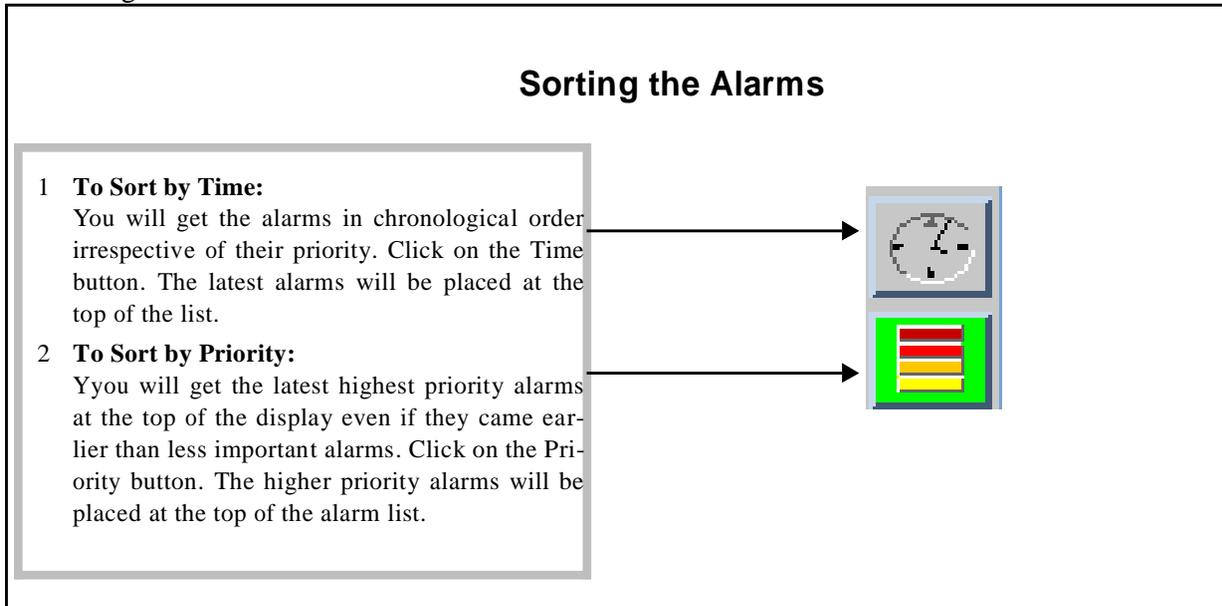 Sorting the Alarms
1 To Sort by Time:
You will get the alarms in chronological order
irrespective of their priority. Click on the Time
button. The latest alarms will be placed at the
top of the list.
2 To Sort by Priority:
Yyou will get the latest highest priority alarms
at the top of the display even if they came ear-
lier than less important alarms. Click on the Pri-
ority button. The higher priority alarms will be
placed at the top of the alarm list.